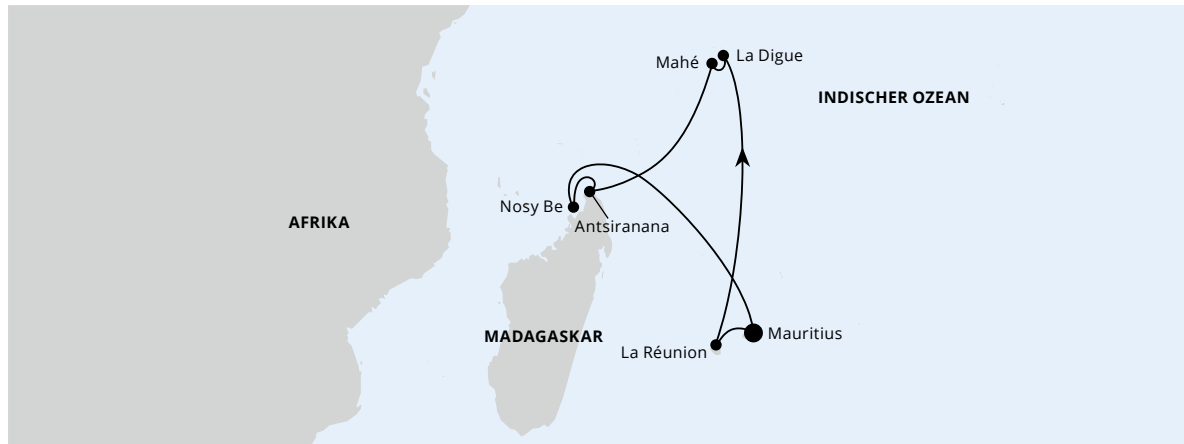 Mahé
La Digue
INDISCHER OZEAN
Nosy Be
AFRIKA
Antsiranana
MADAGASKAR
Mauritius
La Réunion